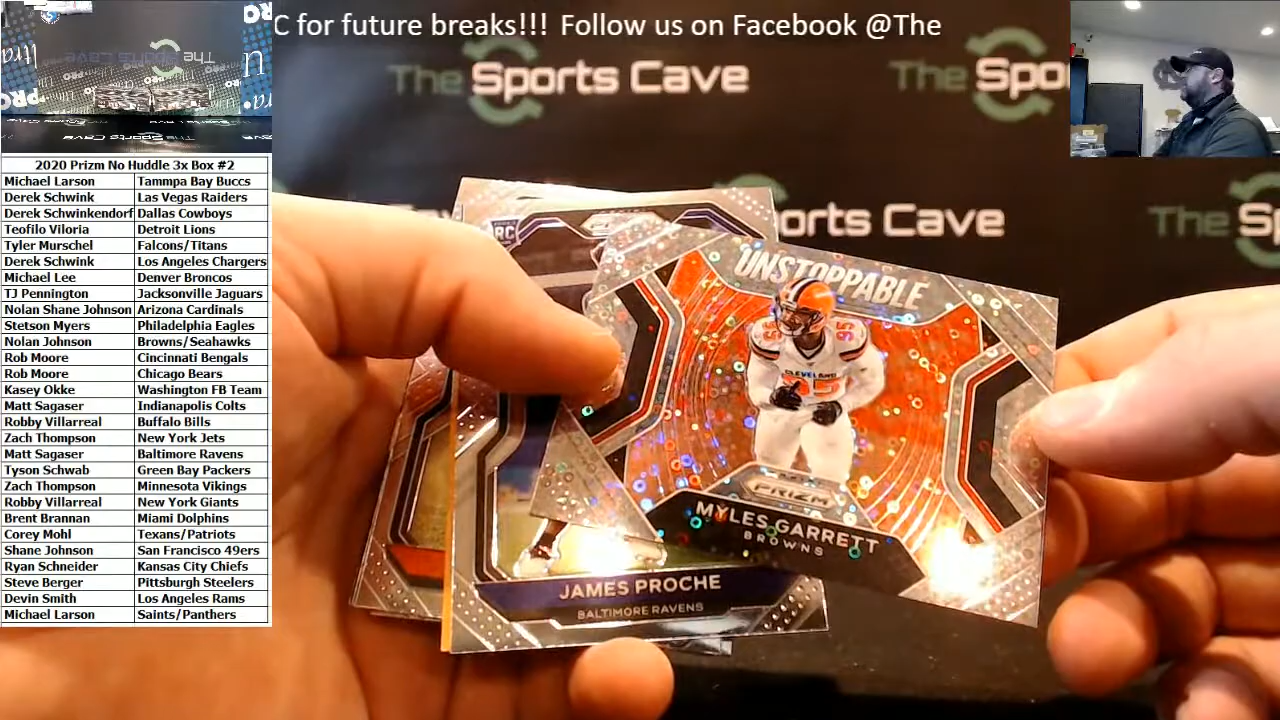 C for future breaks!!! Follow us on Facebook @The
The Sports Cave
The Spo
orts Cave
The Sports Cave
2020 Prizm No Huddle 3x Box #2
Michael Larson Tammpa Bay Buccs
Derek Schwink Las Vegas Raiders
Derek Schwinkendorf Dallas Cowboys
Teofilo Viloria Detroit Lions
Tyler Murschel Falcons/Titans
Derek Schwink Los Angeles Chargers
Michael Lee Denver Broncos
TJ Pennington Jacksonville Jaguars
Nolan Shane Johnson Arizona Cardinals
Stetson Myers Philadelphia Eagles
Nolan Johnson Browns/Seahawks
Rob Moore Cincinnati Bengals
Rob Moore Chicago Bears
Kasey Okke Washington FB Team
Matt Sagaser Indianapolis Colts
Robby Villarreal Buffalo Bills
Zach Thompson New York Jets
Matt Sagaser Baltimore Ravens
Tyson Schwab Green Bay Packers
Zach Thompson Minnesota Vikings
Robby Villarreal New York Giants
Brent Brannan Miami Dolphins
Corey Mohl Texans/Patriots
Shane Johnson San Francisco 49ers
Ryan Schneider Kansas City Chiefs
Steve Berger Pittsburgh Steelers
Devin Smith Los Angeles Rams
Michael Larson Saints/Panthers
RC
UNSTOPPABLE
95
CLEVELAND
95
PRIZM
MYLES GARRETT
BROWNS
JAMES PROCHE
BALTIMORE RAVENS